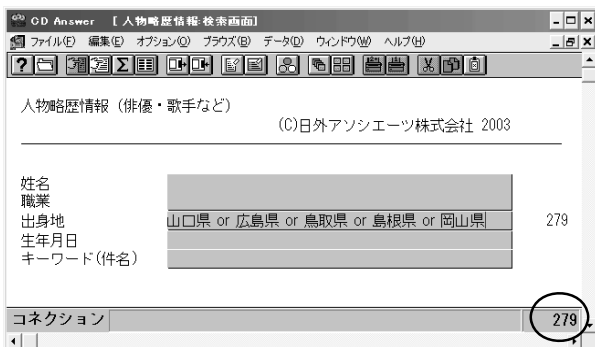 CD Answer [人物略歴情報:検索画面]
ファイル(F) 編集(E) オプション(O) ブラウズ(B) データ(D) ウィンドウ(W) ヘルプ(H)
人物略歴情報 (俳優・歌手など)
(C)日外アソシエーツ株式会社 2003
姓名
職業
出身地 山口県 or 広島県 or 鳥取県 or 島根県 or 岡山県 279
生年月日
キーワード(件名)
コネクション 279